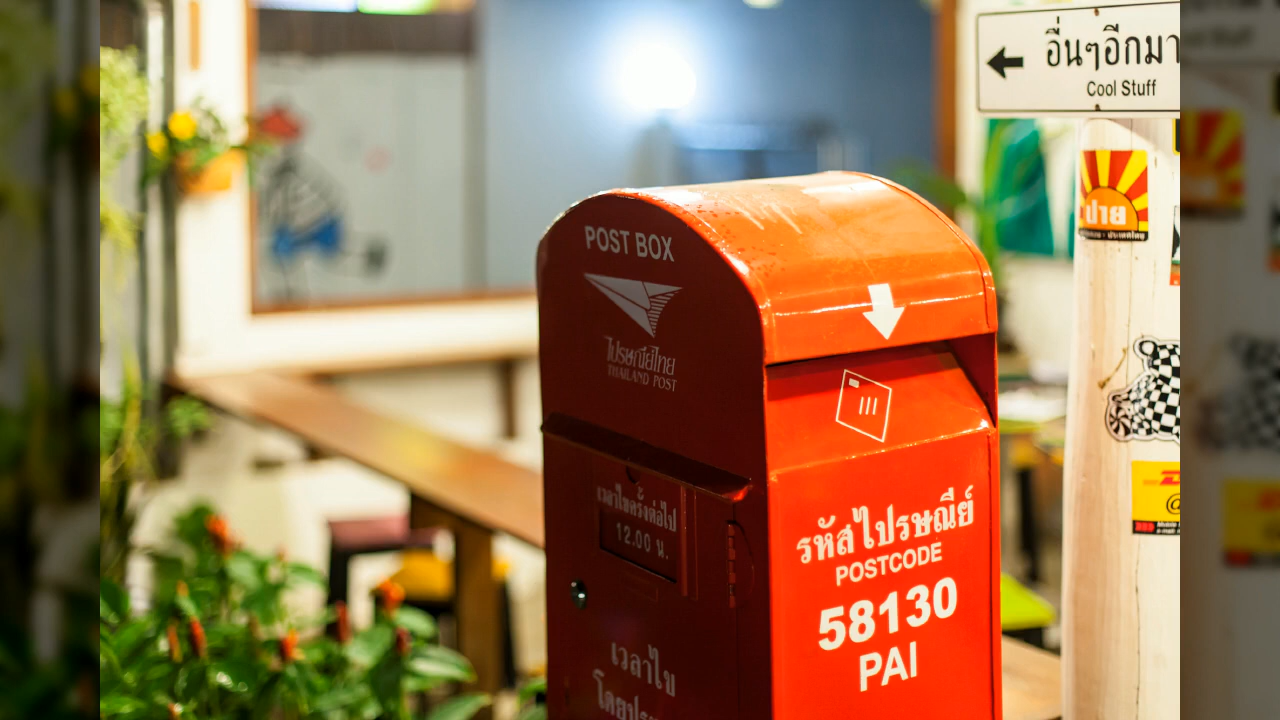 อื่นๆอีกมา
Cool Stuff
ปาย
POST BOX
ไปรษณีย์ไทย
THAILAND POST
เวลาไขครั้งต่อไป
12.00 น.
เวลาไข
รหัสไปรษณีย์
POSTCODE
58130
PAI